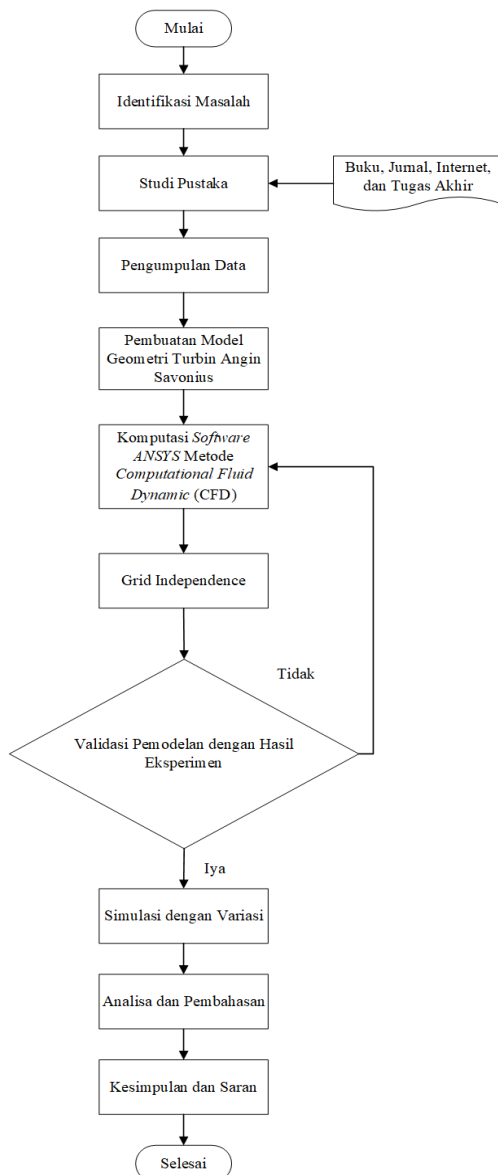 Mulai
Identifikasi Masalah
Studi Pustaka
Buku, Jurnal, Internet,
dan Tugas Akhir
Pengumpulan Data
Pembuatan Model
Geometri Turbin Angin
Savonius
Komputasi Software
ANSYS Metode
Computational Fluid
Dynamic (CFD)
Grid Independence
Tidak
Validasi Pemodelan dengan Hasil
Eksperimen
Iya
Simulasi dengan Variasi
Analisa dan Pembahasan
Kesimpulan dan Saran
Selesai